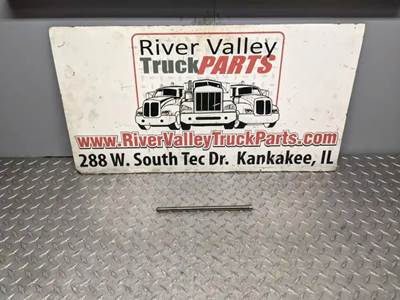 River Valley
TruckPARTS
www.RiverValleyTruckParts.com
288 W. South Tec Dr. Kankakee, IL